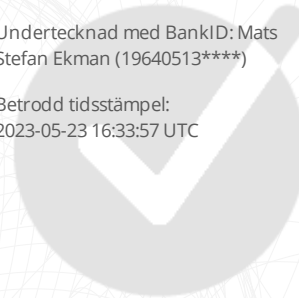 Undertecknad med BankID: Mats
Stefan Ekman (19640513****)
Betrodd tidsstämpel:
2023-05-23 16:33:57 UTC